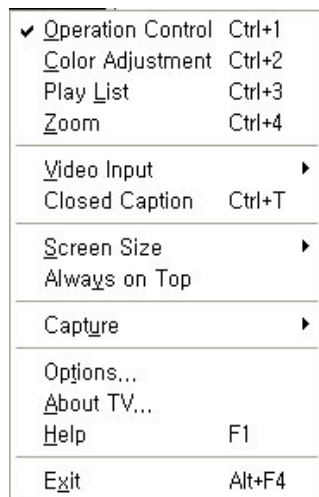 Operation Control Ctrl+1
Color Adjustment Ctrl+2
Play List Ctrl+3
Zoom Ctrl+4
Video Input
Closed Caption Ctrl+T
Screen Size
Always on Top
Capture
Options...
About TV...
Help F1
Exit Alt+F4